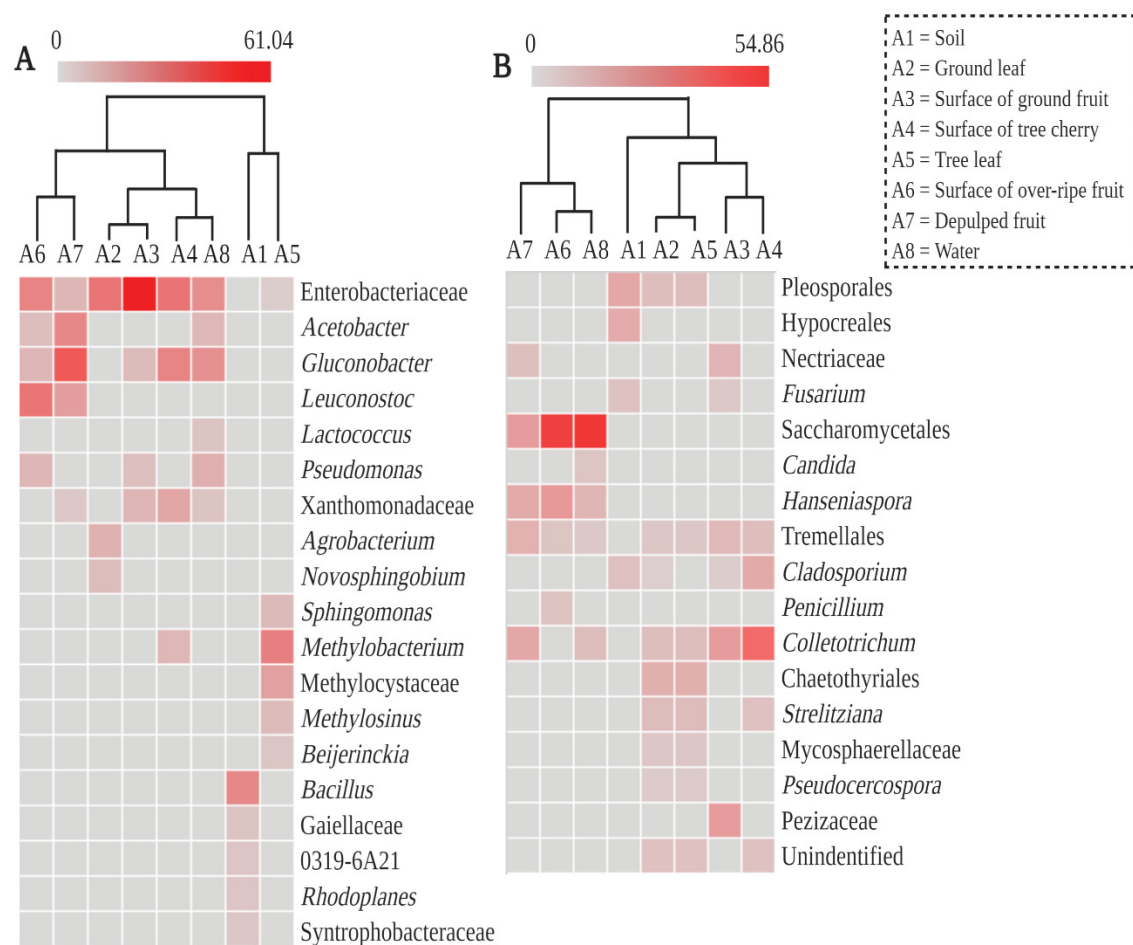 A
0 61.04
A6 A7 A2 A3 A4 A8 A1 A5
Enterobacteriaceae
Acetobacter
Gluconobacter
Leuconostoc
Lactococcus
Pseudomonas
Xanthomonadaceae
Agrobacterium
Novosphingobium
Sphingomonas
Methylobacterium
Methylocystaceae
Methylosinus
Beijerinckia
Bacillus
Gaiellaceae
0319-6A21
Rhodoplanes
Syntrophobacteraceae
B
0 54.86
A7 A6 A8 A1 A2 A5 A3 A4
Pleosporales
Hypocreales
Nectriaceae
Fusarium
Saccharomycetales
Candida
Hanseniaspora
Tremellales
Cladosporium
Penicillium
Colletotrichum
Chaetothyriales
Strelitziana
Mycosphaerellaceae
Pseudocercospora
Pezizaceae
Unindentified
A1 = Soil
A2 = Ground leaf
A3 = Surface of ground fruit
A4 = Surface of tree cherry
A5 = Tree leaf
A6 = Surface of over-ripe fruit
A7 = Depulped fruit
A8 = Water